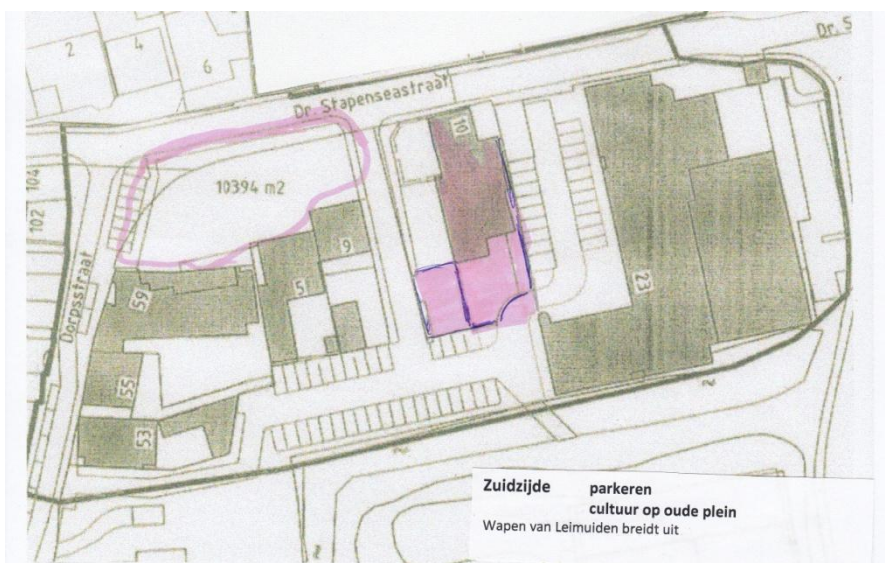 2
4
6
Dr. S
Dr. Stapenseastraat
10
104
102
10394 m2
9
5
23
59
Dorpsstraat
55
53
Zuidzijde parkeren
cultuur op oude plein
Wapen van Leimuiden breidt uit